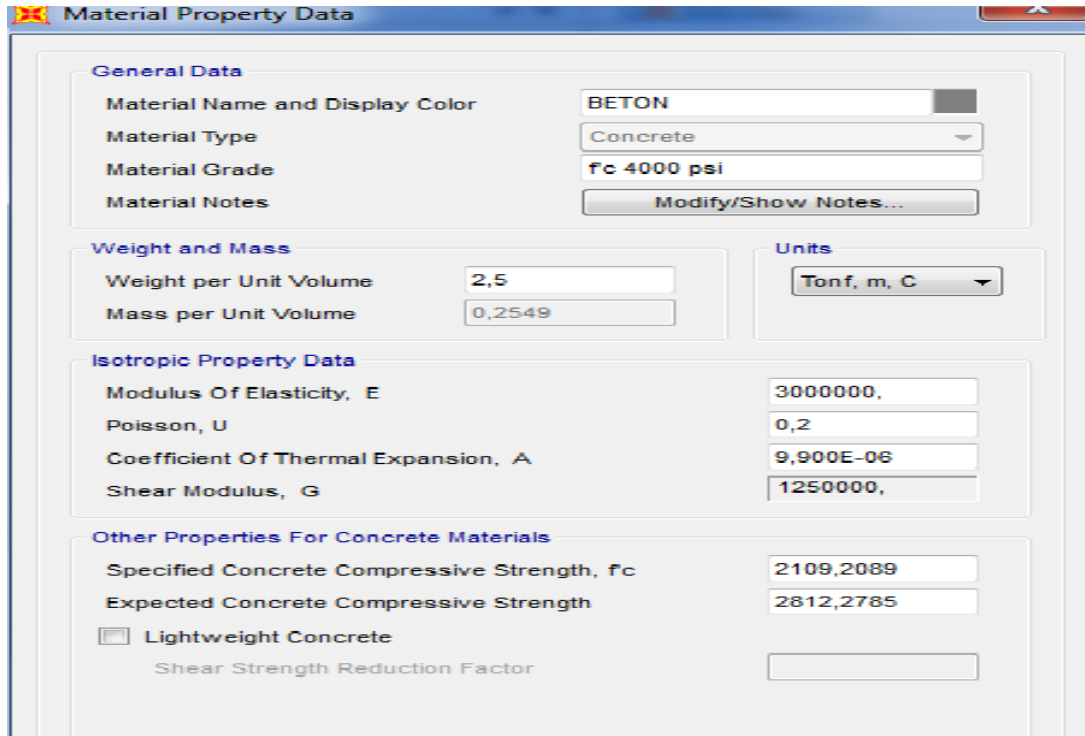 Material Property Data
General Data
Material Name and Display Color BETON
Material Type Concrete
Material Grade f'c 4000 psi
Material Notes Modify/Show Notes...
Weight and Mass Units
Weight per Unit Volume 2,5 Tonf, m, C
Mass per Unit Volume 0,2549
Isotropic Property Data
Modulus Of Elasticity, E 3000000,
Poisson, U 0,2
Coefficient Of Thermal Expansion, A 9,900E-06
Shear Modulus, G 1250000,
Other Properties For Concrete Materials
Specified Concrete Compressive Strength, f'c 2109,2089
Expected Concrete Compressive Strength 2812,2785
Lightweight Concrete
Shear Strength Reduction Factor